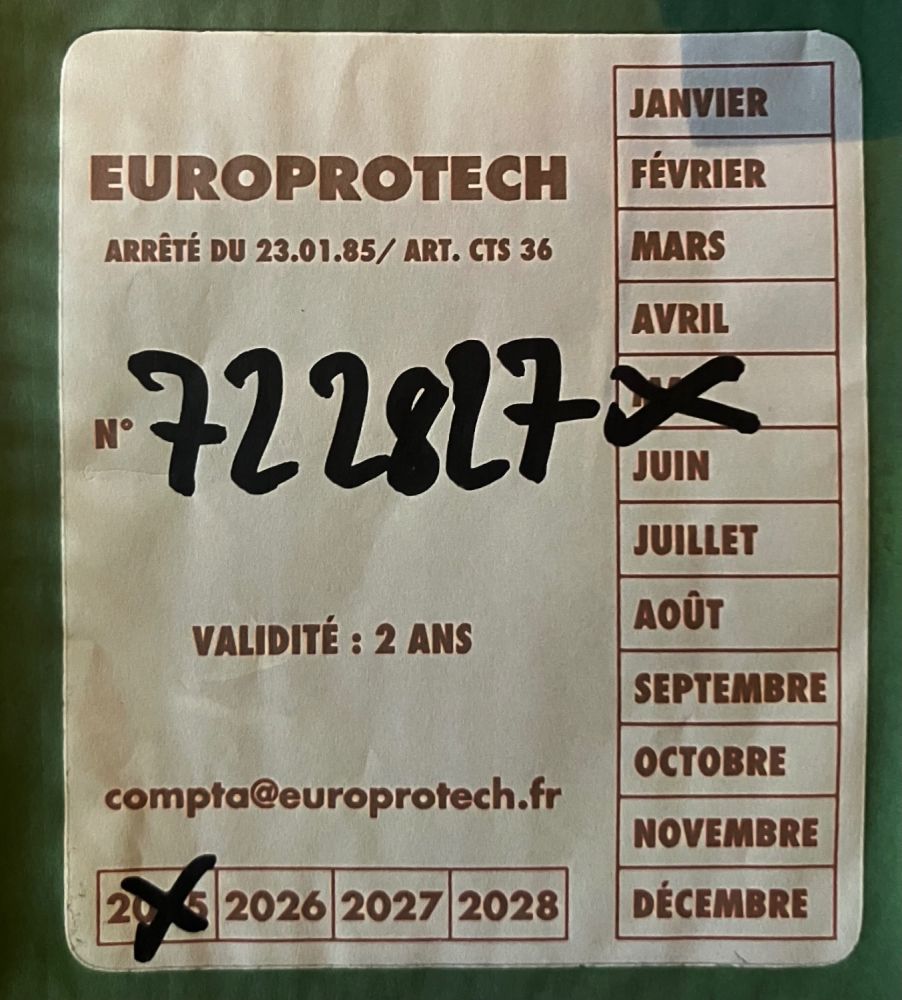 EUROPROTECH
ARRÊTÉ DU 23.01.85/ ART. CTS 36
N° 722827
VALIDITÉ : 2 ANS
compta@europrotech.fr
2025 2026 2027 2028
JANVIER
FÉVRIER
MARS
AVRIL
JUIN
JUILLET
AOÛT
SEPTEMBRE
OCTOBRE
NOVEMBRE
DÉCEMBRE